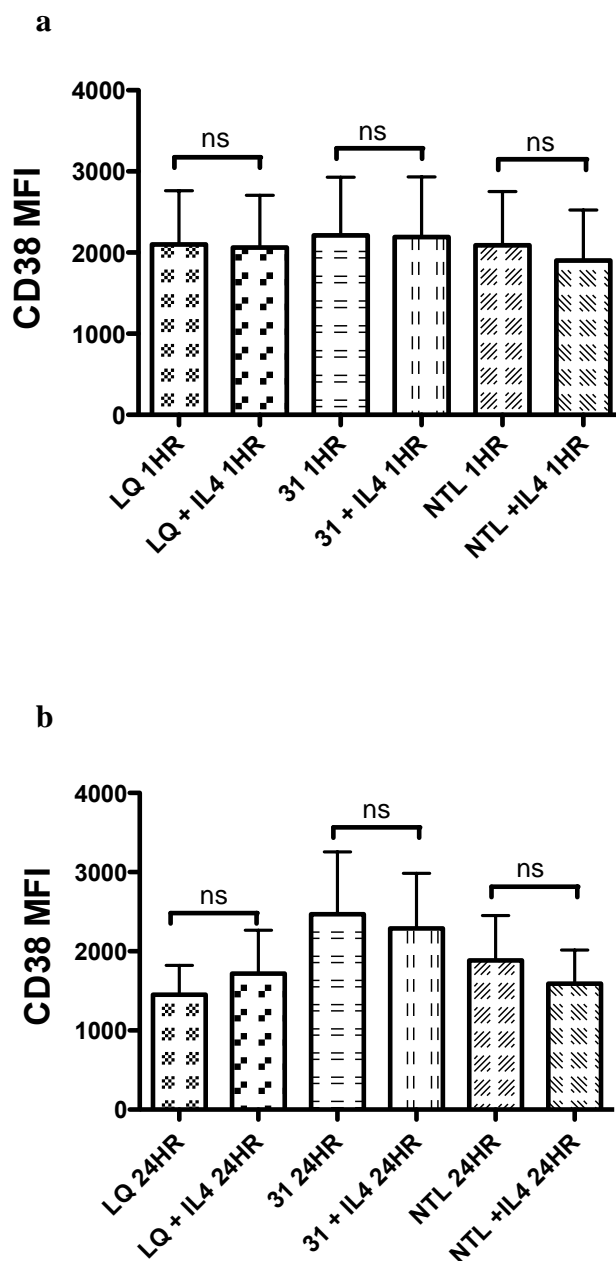 a
4000
3000
2000
1000
0
CD38 MFI
ns
ns
ns
LQ 1HR
LQ + IL4 1HR
31 1HR
31 + IL4 1HR
NTL 1HR
NTL +IL4 1HR
b
4000
3000
2000
1000
0
CD38 MFI
ns
ns
ns
LQ 24HR
LQ + IL4 24HR
31 24HR
31 + IL4 24HR
NTL 24HR
NTL +IL4 24HR